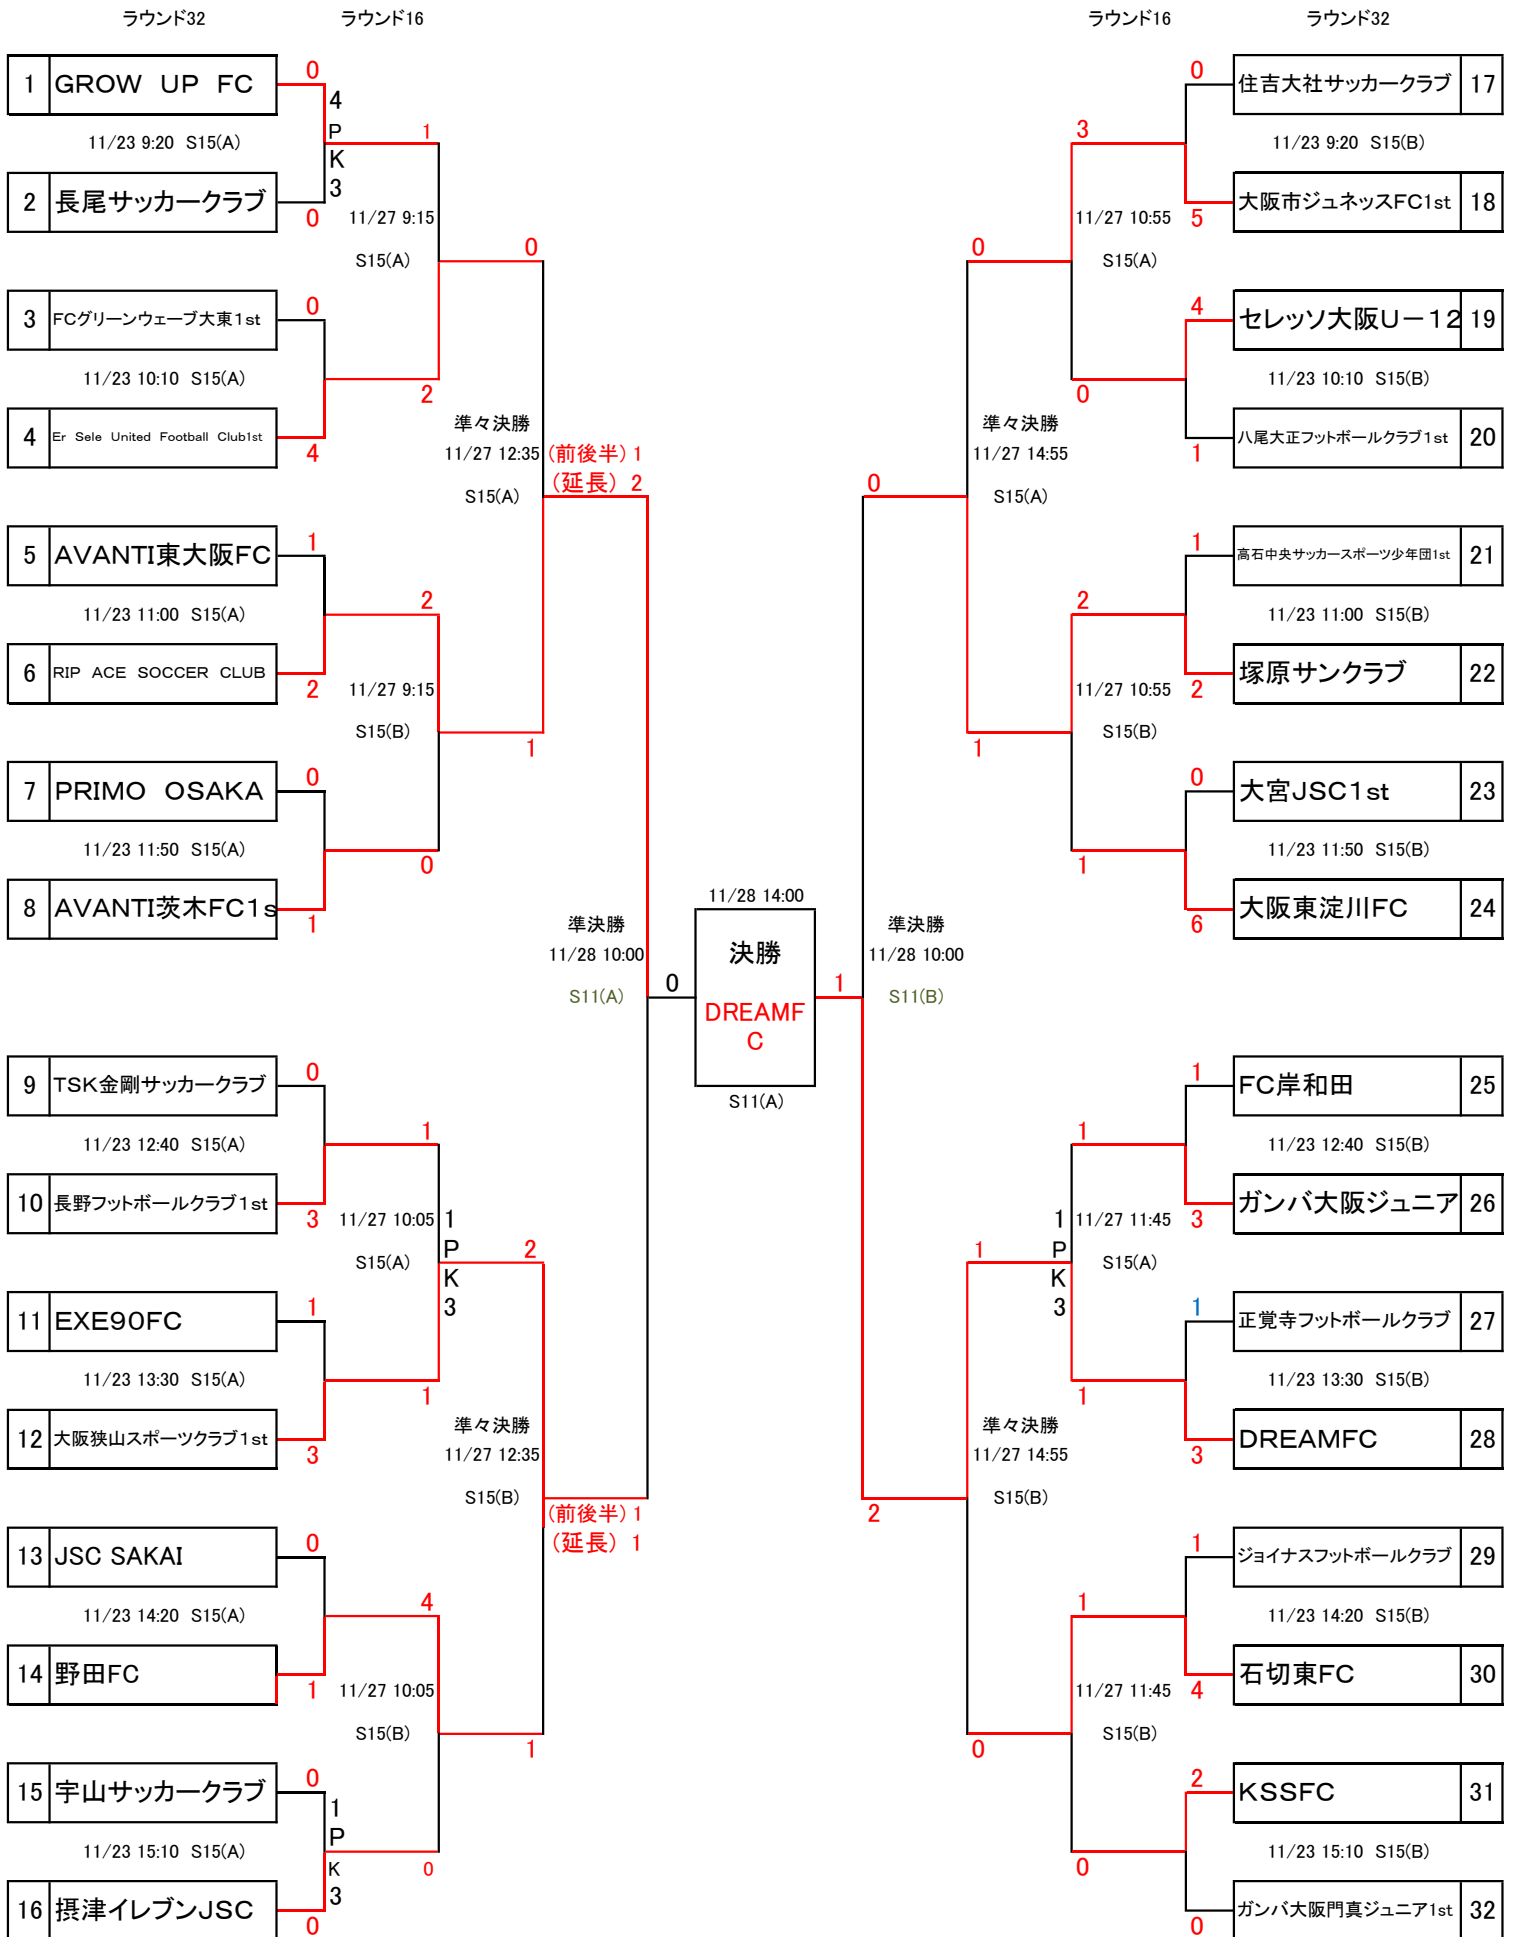 ラウンド32
ラウンド16
ラウンド16
ラウンド32
1 GROW UP FC 0
4
PK
3
11/23 9:20 S15(A)
1
2 長尾サッカークラブ 0
11/27 9:15
S15(A)
0
3 FCグリーンウェーブ大東1st 0
11/23 10:10 S15(A)
2
4 Er Sele United Football Club1st 4
準々決勝
11/27 12:35
S15(A)
(前後半) 1
(延長) 2
5 AVANTI東大阪FC 1
11/23 11:00 S15(A)
2
6 RIP ACE SOCCER CLUB 2
11/27 9:15
S15(B)
1
7 PRIMO OSAKA 0
11/23 11:50 S15(A)
0
8 AVANTI茨木FC1s 1
準決勝
11/28 10:00
S11(A)
0
9 TSK金剛サッカークラブ 0
11/23 12:40 S15(A)
1
10 長野フットボールクラブ1st 3
11/27 10:05
S15(A)
1
PK
3
2
11 EXE90FC 1
11/23 13:30 S15(A)
1
12 大阪狭山スポーツクラブ1st 3
準々決勝
11/27 12:35
S15(B)
(前後半) 1
(延長) 1
13 JSC SAKAI 0
11/23 14:20 S15(A)
4
14 野田FC 1
11/27 10:05
S15(B)
1
15 宇山サッカークラブ 0
1
PK
3
11/23 15:10 S15(A)
0
16 摂津イレブンJSC 0
11/28 14:00
決勝
DREAMF
C
S11(A)
0 住吉大社サッカークラブ 17
11/23 9:20 S15(B)
3
5 大阪市ジュネッスFC1st 18
11/27 10:55
S15(A)
0
4 セレッソ大阪U－12 19
11/23 10:10 S15(B)
0
1 八尾大正フットボールクラブ1st 20
準々決勝
11/27 14:55
S15(A)
0
1 高石中央サッカースポーツ少年団1st 21
11/23 11:00 S15(B)
2
2 塚原サンクラブ 22
11/27 10:55
S15(B)
1
0 大宮JSC1st 23
11/23 11:50 S15(B)
1
6 大阪東淀川FC 24
準決勝
11/28 10:00
S11(B)
1
1 FC岸和田 25
11/23 12:40 S15(B)
1
3 ガンバ大阪ジュニア 26
11/27 11:45
S15(A)
1
PK
3
1
1 正覚寺フットボールクラブ 27
11/23 13:30 S15(B)
1
3 DREAMFC 28
準々決勝
11/27 14:55
S15(B)
2
1 ジョイナスフットボールクラブ 29
11/23 14:20 S15(B)
1
4 石切東FC 30
11/27 11:45
S15(B)
0
2 KSSFC 31
11/23 15:10 S15(B)
0
0 ガンバ大阪門真ジュニア1st 32